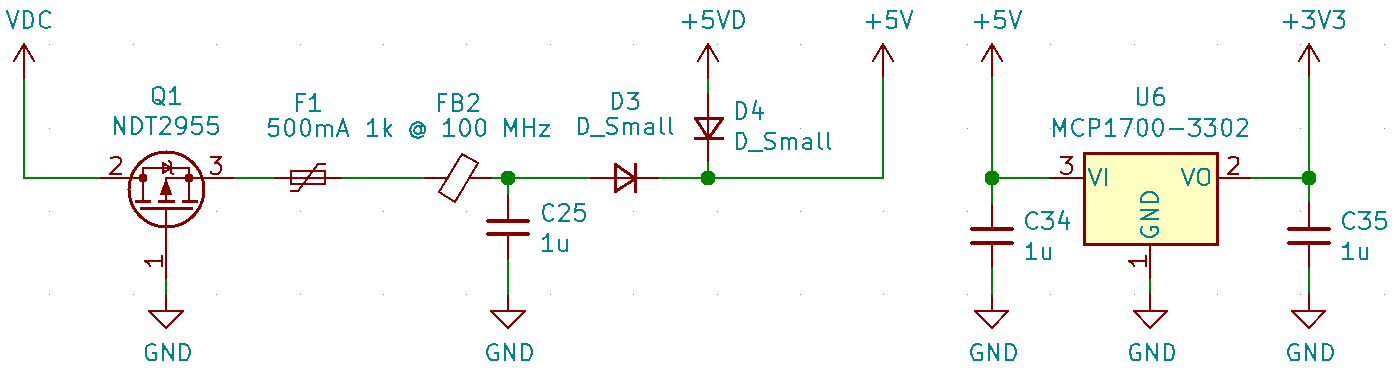 VDC
+5VD
+5V
+5V
+3V3
Q1
NDT2955
F1
500mA
FB2
1k @ 100 MHz
D3
D_Small
D4
D_Small
U6
MCP1700-3302
2
3
1
3
VI
VO
2
GND
1
C25
1u
C34
1u
C35
1u
GND
GND
GND
GND
GND